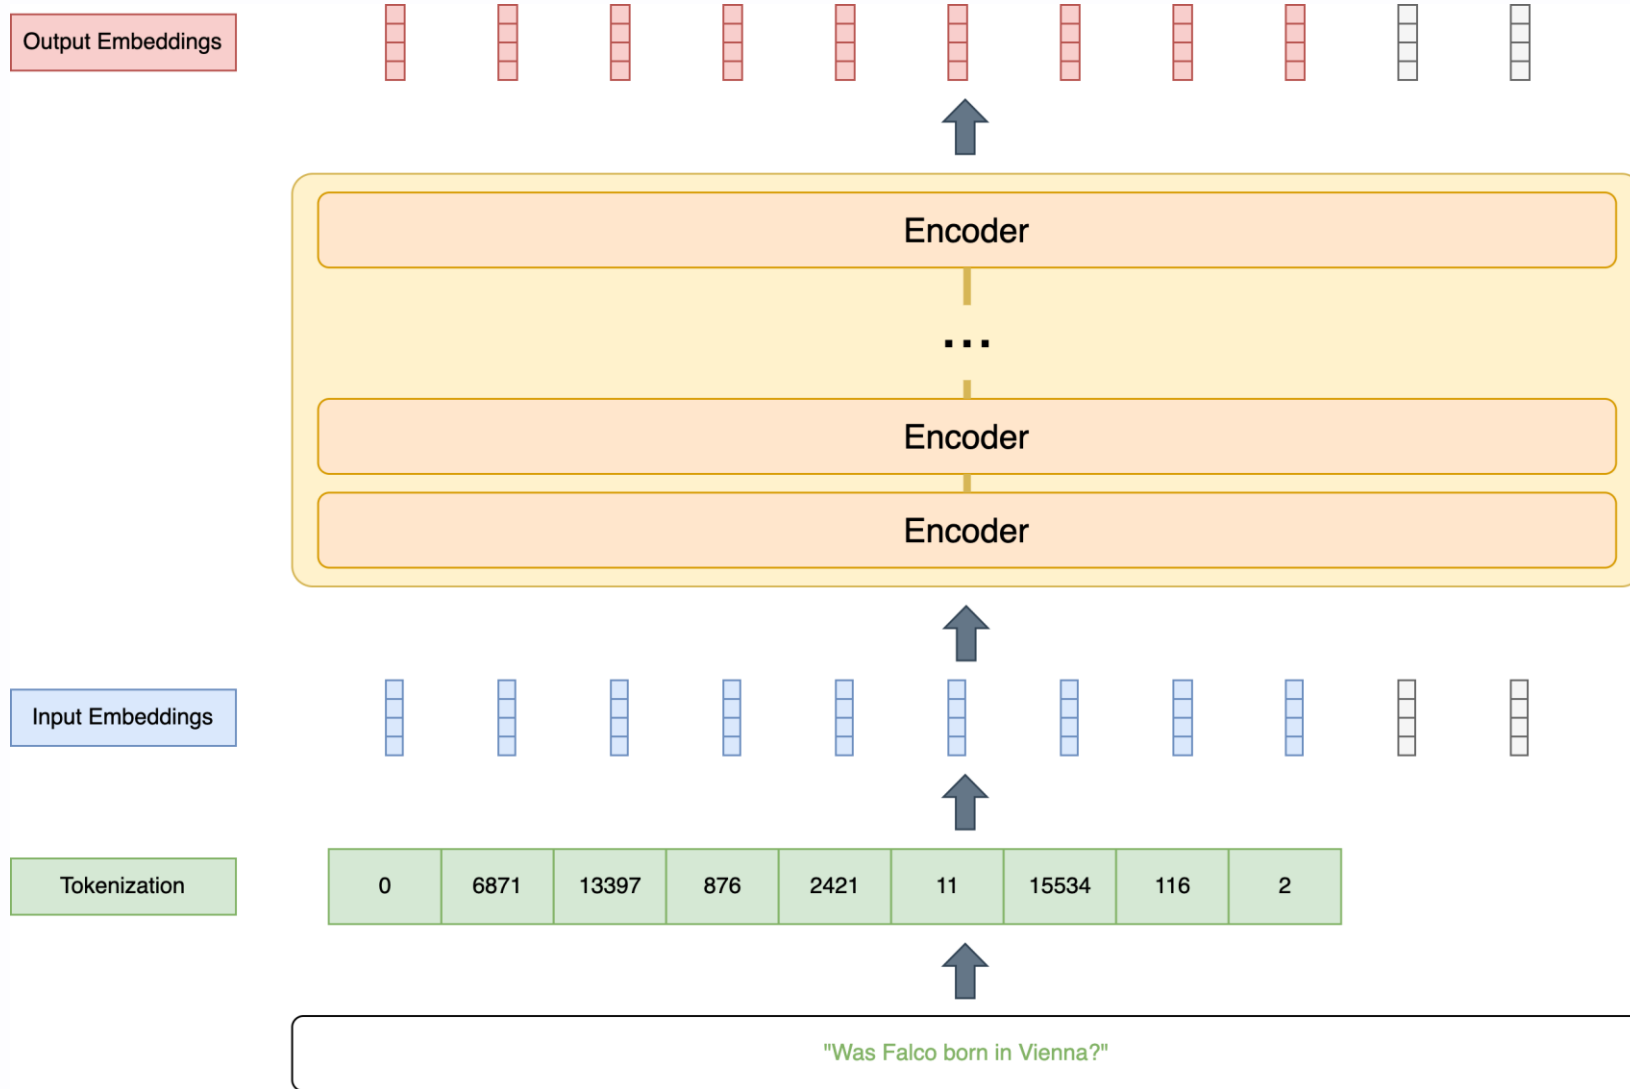 Output Embeddings
Encoder
...
Encoder
Encoder
Input Embeddings
Tokenization
0 6871 13397 876 2421 11 15534 116 2
"Was Falco born in Vienna?"